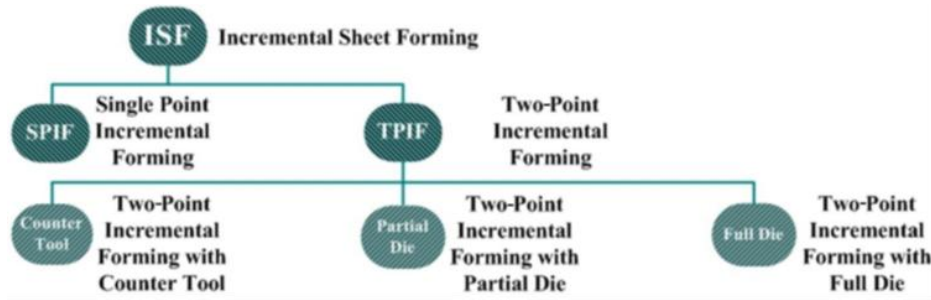 ISF Incremental Sheet Forming
SPIF
Single Point
Incremental
Forming
TPIF
Two-Point
Incremental
Forming
Counter
Tool
Two-Point
Incremental
Forming with
Counter Tool
Partial
Die
Two-Point
Incremental
Forming with
Partial Die
Full Die
Two-Point
Incremental
Forming with
Full Die